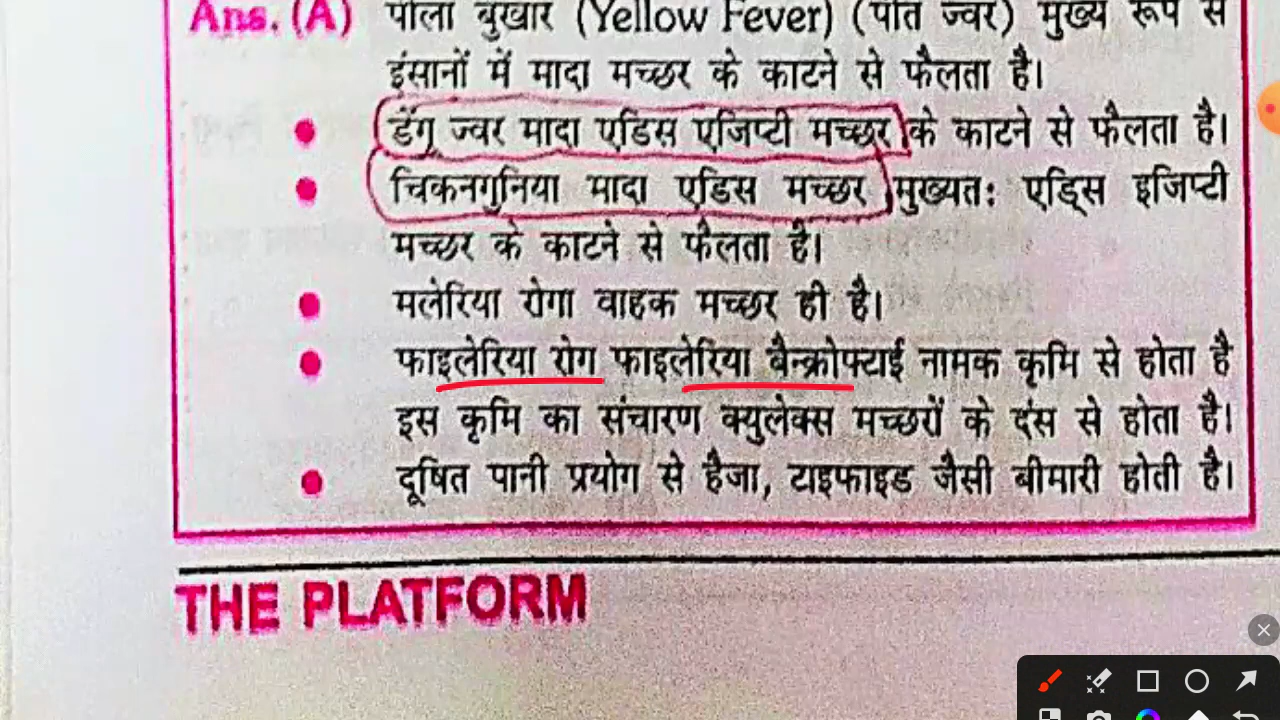 Ans. (A) पीला बुखार (Yellow Fever) (पीत ज्वर) मुख्य रूप से
इंसानों में मादा मच्छर के काटने से फैलता है।
डेंगू ज्वर मादा एडिस एजिप्टी मच्छर के काटने से फैलता है।
चिकनगुनिया मादा एडिस मच्छर मुख्यत: एड्सि इजिप्टी
मच्छर के काटने से फैलता है।
मलेरिया रोगा वाहक मच्छर ही है।
फाइलेरिया रोग फाइलेरिया बैन्क्रोफ्टाई नामक कृमि से होता है
इस कृमि का संचारण क्युलेक्स मच्छरों के दंस से होता है।
दूषित पानी प्रयोग से हैजा, टाइफाइड जैसी बीमारी होती है।
THE PLATFORM